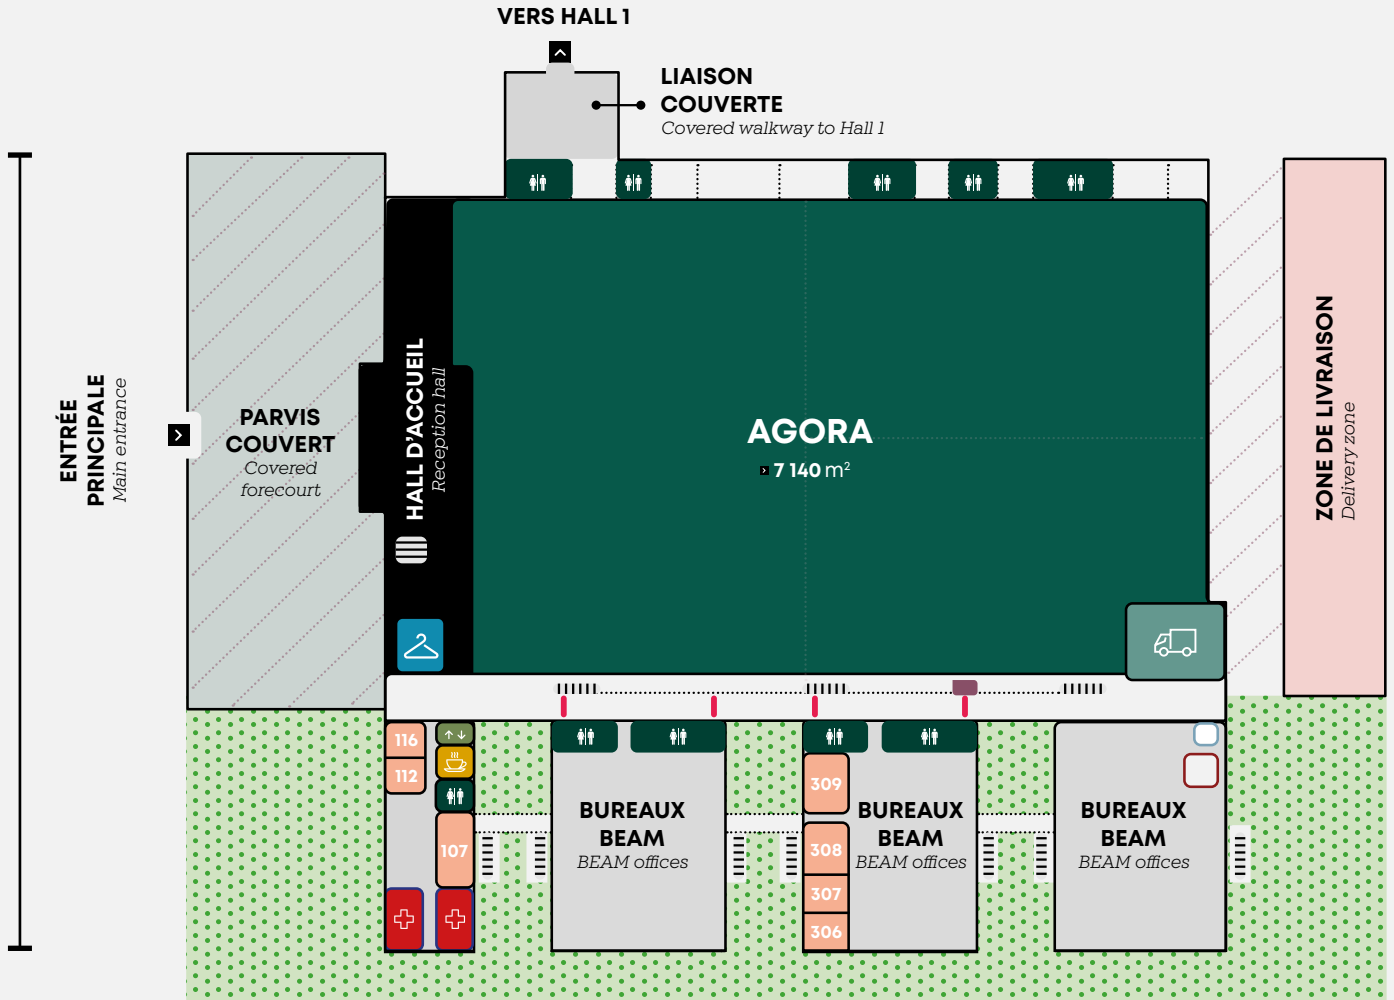 VERS HALL 1
LIAISON
COUVERTE
Covered walkway to Hall 1
ENTRÉE
PRINCIPALE
Main entrance
PARVIS
COUVERT
Covered
forecourt
HALL D'ACCUEIL
Reception hall
AGORA
7 140 m²
ZONE DE LIVRAISON
Delivery zone
116
112
107
BUREAUX
BEAM
BEAM offices
309
308
307
306
BUREAUX
BEAM
BEAM offices
BUREAUX
BEAM
BEAM offices